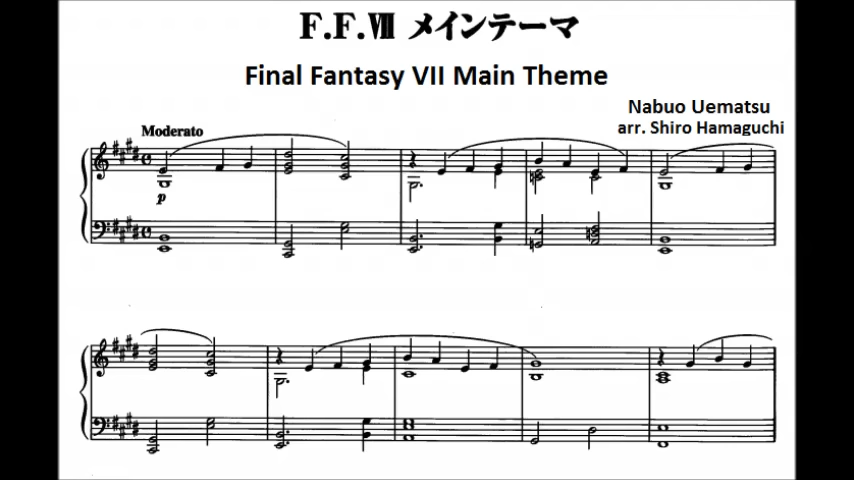 F.F.Ⅶ メインテーマ
Final Fantasy VII Main Theme
Nabuo Uematsu
arr. Shiro Hamaguchi
Moderato
p